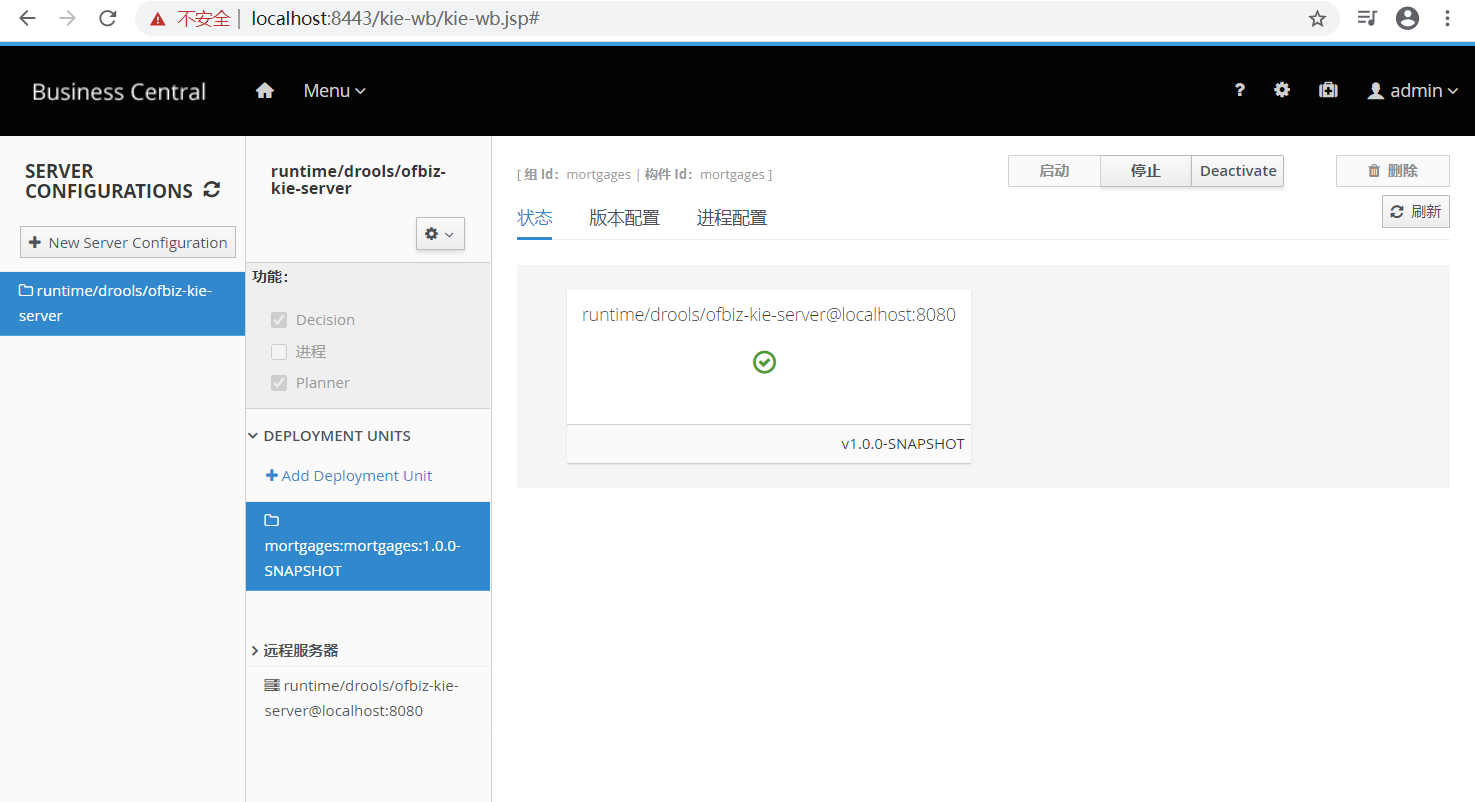 不安全 | localhost:8443/kie-wb/kie-wb.jsp#
Business Central
Menu
?
admin
SERVER
CONFIGURATIONS
New Server Configuration
runtime/drools/ofbiz-kie-
server
runtime/drools/ofbiz-
kie-server
功能：
Decision
进程
Planner
DEPLOYMENT UNITS
Add Deployment Unit
mortgages:mortgages:1.0.0-
SNAPSHOT
远程服务器
runtime/drools/ofbiz-kie-
server@localhost:8080
[ 组 Id： mortgages | 构件 Id： mortgages ]
启动 停止 Deactivate 删除
刷新
状态 版本配置 进程配置
runtime/drools/ofbiz-kie-server@localhost:8080
v1.0.0-SNAPSHOT